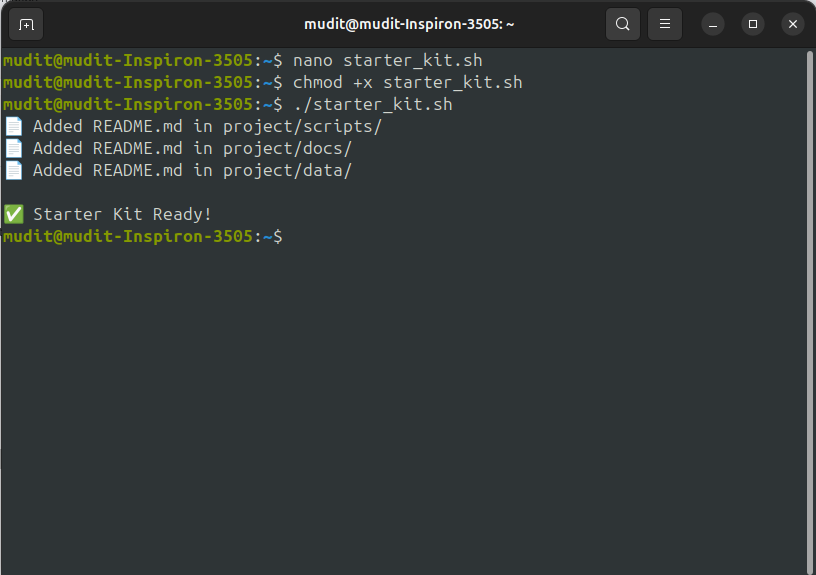 mudit@mudit-Inspiron-3505: ~
mudit@mudit-Inspiron-3505:~$ nano starter_kit.sh
mudit@mudit-Inspiron-3505:~$ chmod +x starter_kit.sh
mudit@mudit-Inspiron-3505:~$ ./starter_kit.sh
📄 Added README.md in project/scripts/
📄 Added README.md in project/docs/
📄 Added README.md in project/data/
✅ Starter Kit Ready!
mudit@mudit-Inspiron-3505:~$